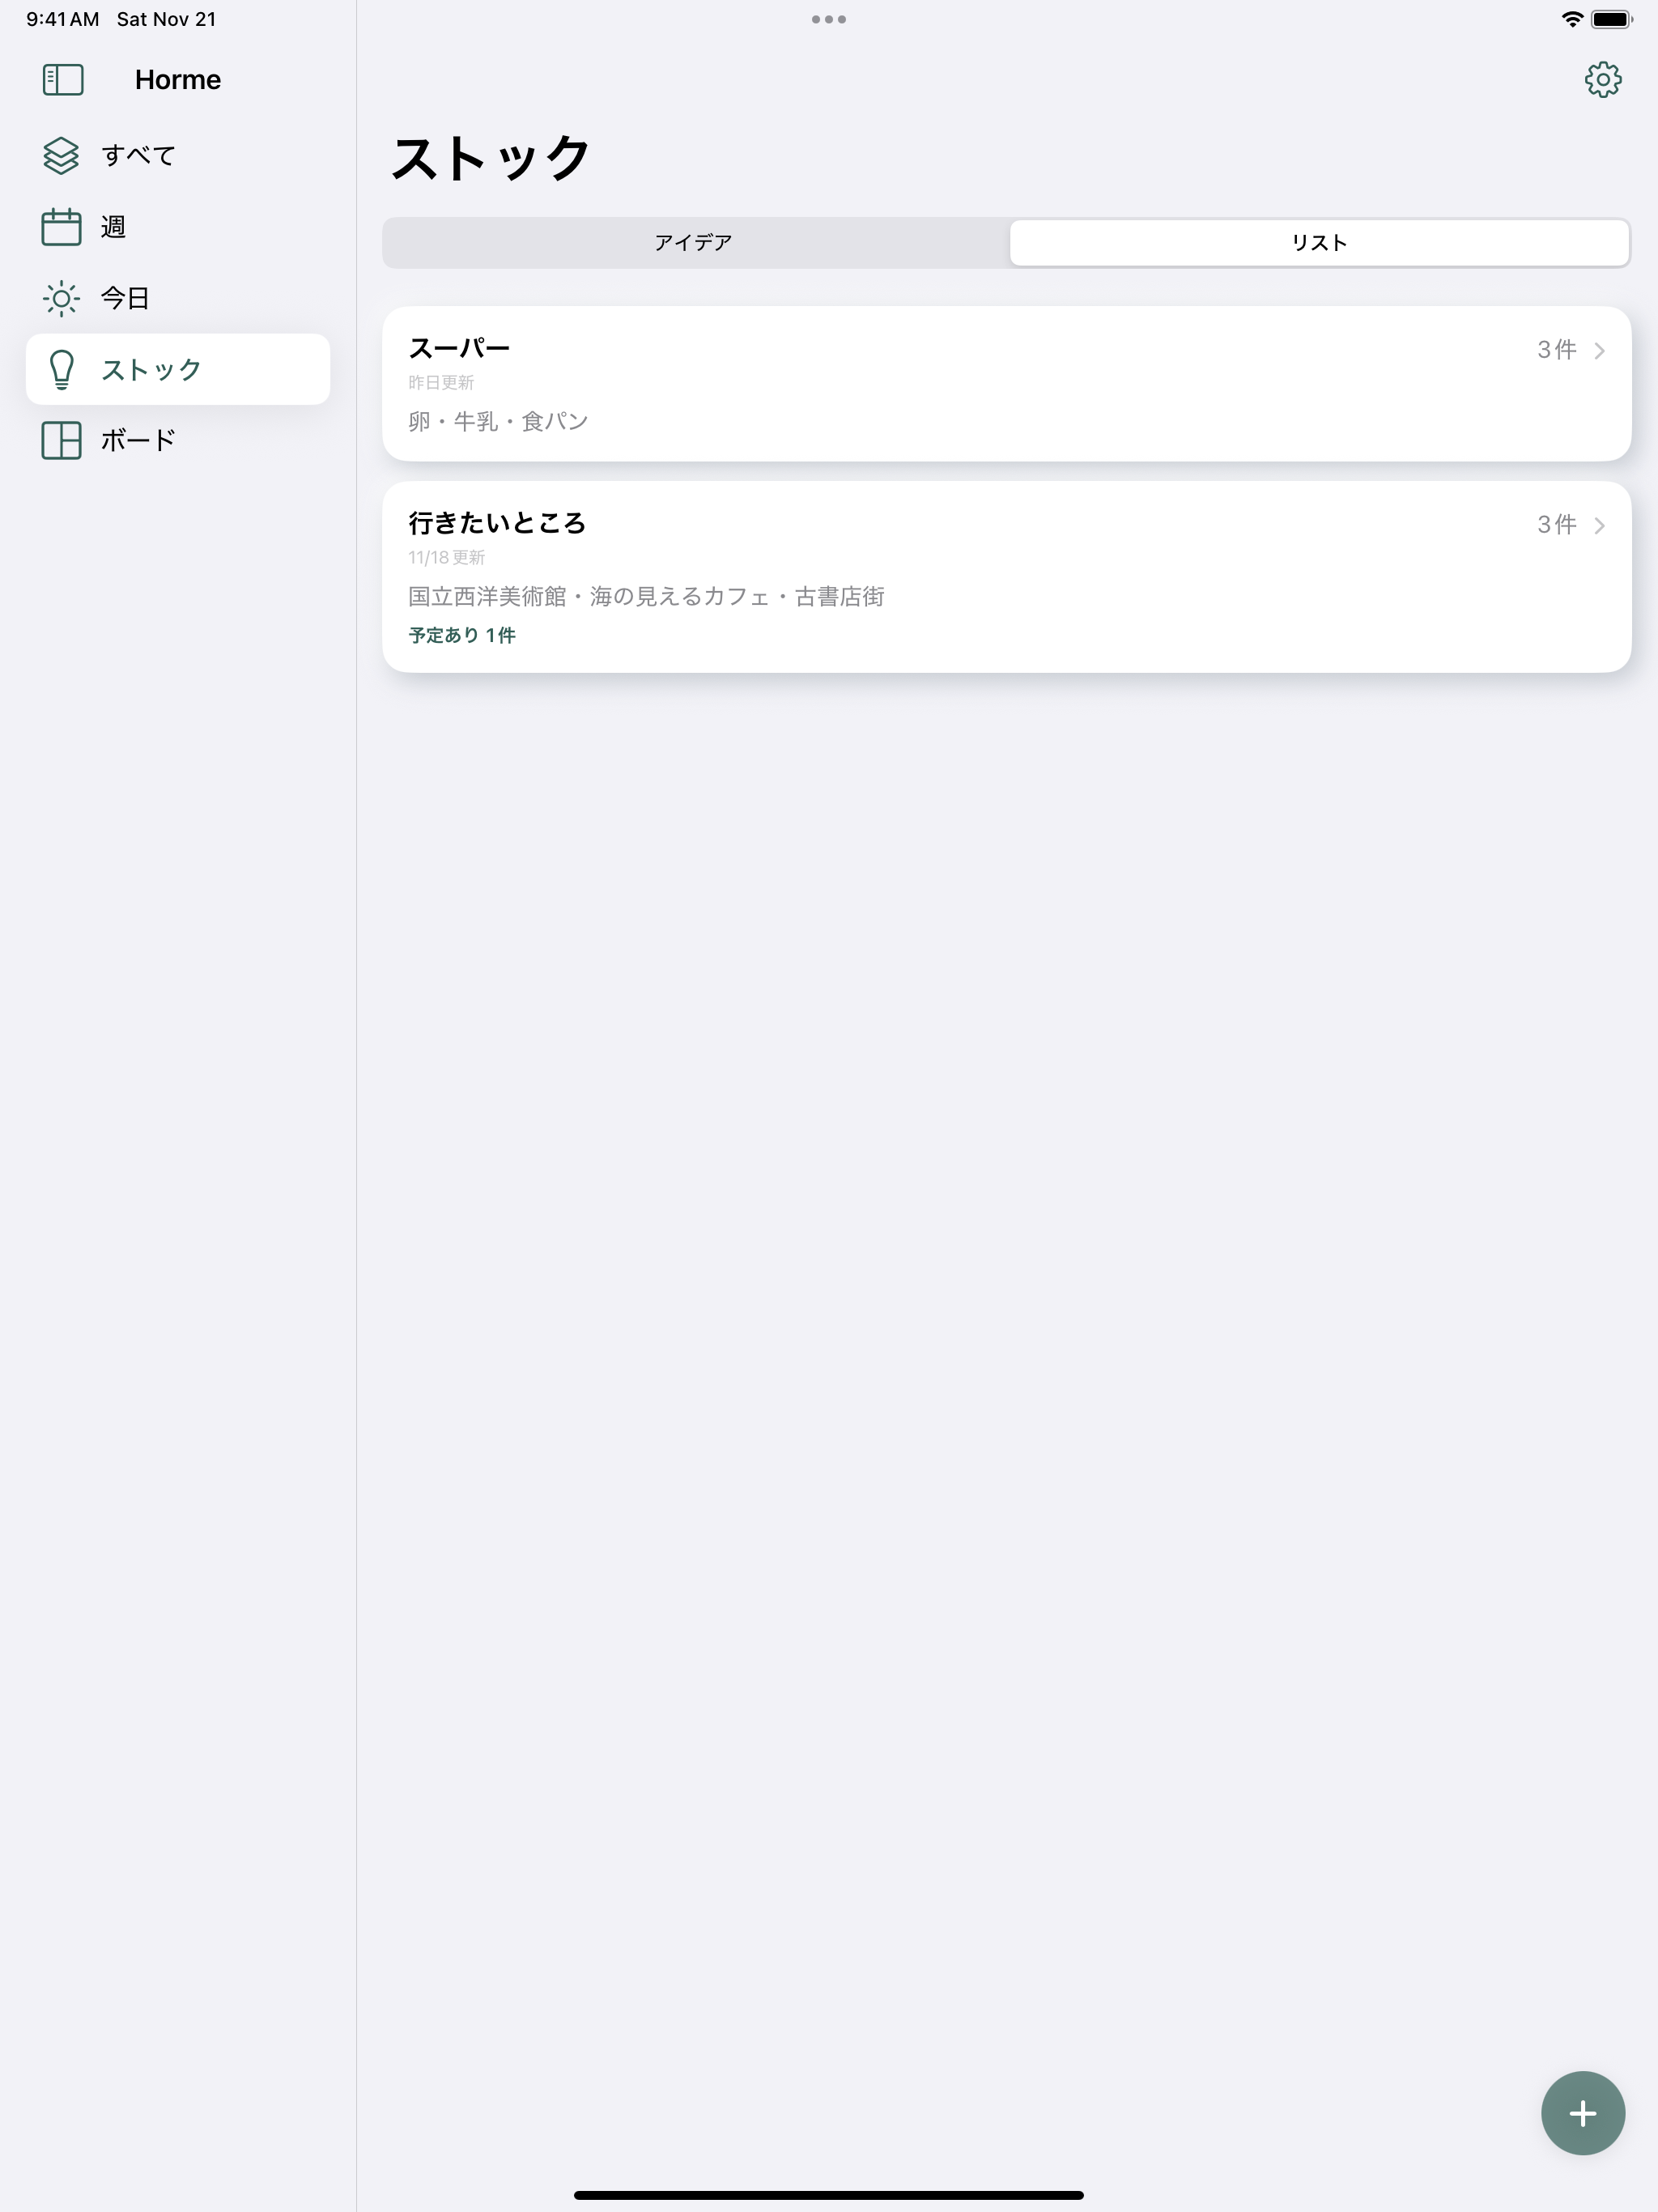 9:41 AM Sat Nov 21
Horme
すべて
週
今日
ストック
ボード
ストック
アイデア
リスト
スーパー
3件
昨日更新
卵・牛乳・食パン
行きたいところ
3件
11/18更新
国立西洋美術館・海の見えるカフェ・古書店街
予定あり 1件